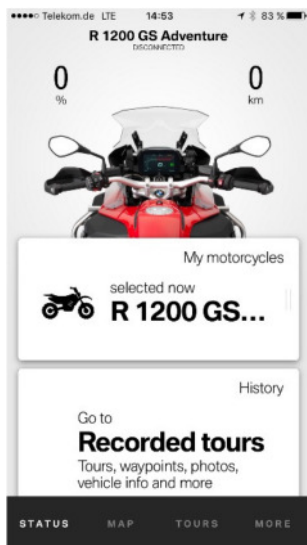 Telekom.de LTE 14:53 83 %
R 1200 GS Adventure
DISCONNECTED
0 0
% km
My motorcycles
selected now
R 1200 GS...
History
Go to
Recorded tours
Tours, waypoints, photos,
vehicle info and more
STATUS MAP TOURS MORE